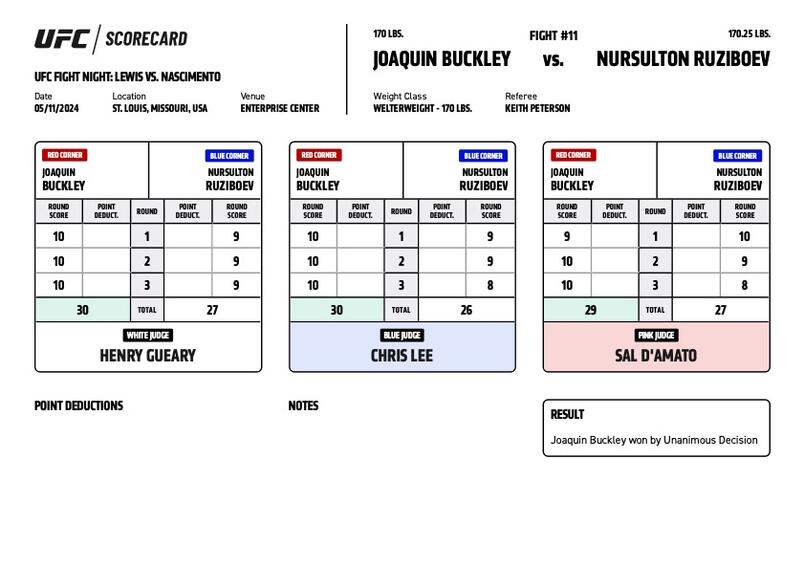 UFC / SCORECARD
UFC FIGHT NIGHT: LEWIS VS. NASCIMENTO
Date Location Venue
05/11/2024 ST. LOUIS, MISSOURI, USA ENTERPRISE CENTER
170 LBS. FIGHT #11 170.25 LBS.
JOAQUIN BUCKLEY vs. NURSULTON RUZIBOEV
Weight Class Referee
WELTERWEIGHT - 170 LBS. KEITH PETERSON
RED CORNER BLUE CORNER
JOAQUIN NURSULTON
BUCKLEY RUZIBOEV
ROUND SCORE POINT DEDUCT. ROUND POINT DEDUCT. ROUND SCORE
10 1 9
10 2 9
10 3 9
30 TOTAL 27
WHITE JUDGE
HENRY GUEARY
RED CORNER BLUE CORNER
JOAQUIN NURSULTON
BUCKLEY RUZIBOEV
ROUND SCORE POINT DEDUCT. ROUND POINT DEDUCT. ROUND SCORE
10 1 9
10 2 9
10 3 8
30 TOTAL 26
BLUE JUDGE
CHRIS LEE
RED CORNER BLUE CORNER
JOAQUIN NURSULTON
BUCKLEY RUZIBOEV
ROUND SCORE POINT DEDUCT. ROUND POINT DEDUCT. ROUND SCORE
9 1 10
10 2 9
10 3 8
29 TOTAL 27
PINK JUDGE
SAL D'AMATO
POINT DEDUCTIONS
NOTES
RESULT
Joaquin Buckley won by Unanimous Decision